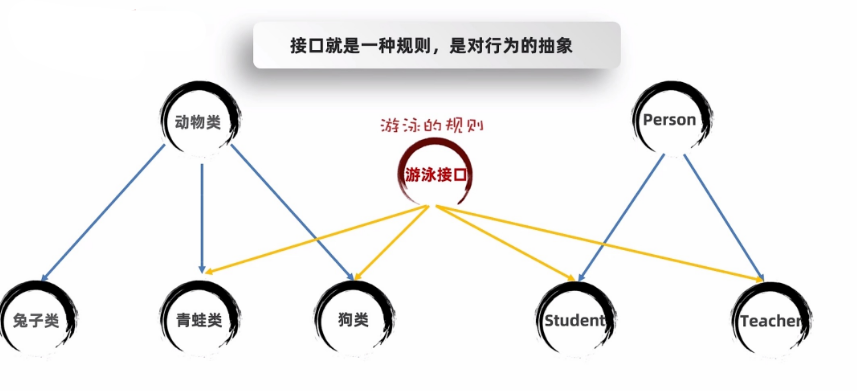 接口就是一种规则，是对行为的抽象
动物类
游泳的规则
Person
游泳接口
兔子类
青蛙类
狗类
Student
Teacher